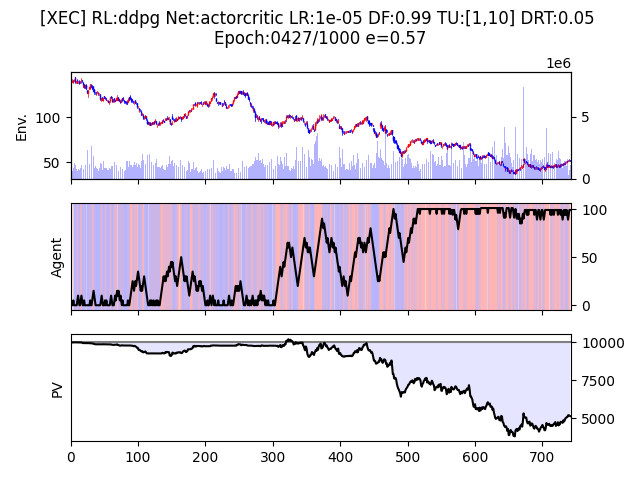 [XEC] RL:ddpg Net:actorcritic LR:1e-05 DF:0.99 TU:[1,10] DRT:0.05
Epoch:0427/1000 e=0.57
1e6
Env.
100
50
5
0
Agent
100
50
0
PV
10000
7500
5000
0 100 200 300 400 500 600 700